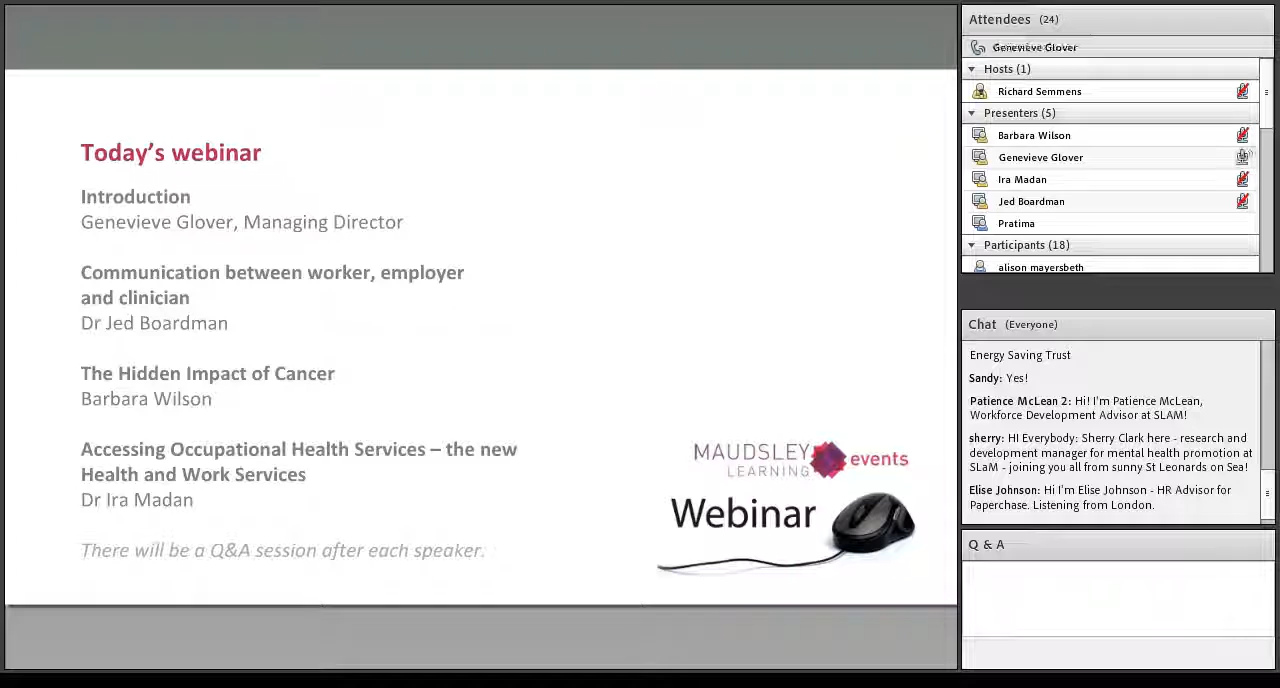 Today's webinar
Introduction
Genevieve Glover, Managing Director
Communication between worker, employer
and clinician
Dr Jed Boardman
The Hidden Impact of Cancer
Barbara Wilson
Accessing Occupational Health Services – the new
Health and Work Services
Dr Ira Madan
There will be a Q&A session after each speaker.
MAUDSLEY
LEARNING
events
Webinar
Attendees (24)
Genevieve Glover
Hosts (1)
Richard Semmens
Presenters (5)
Barbara Wilson
Genevieve Glover
Ira Madan
Jed Boardman
Pratima
Participants (18)
alison mayersbeth
Chat (Everyone)
Energy Saving Trust
Sandy: Yes!
Patience McLean 2: Hi! I'm Patience McLean,
Workforce Development Advisor at SLAM!
sherry: HI Everybody: Sherry Clark here - research and
development manager for mental health promotion at
SLaM - joining you all from sunny St Leonards on Sea!
Elise Johnson: Hi I'm Elise Johnson - HR Advisor for
Paperchase. Listening from London.
Q & A